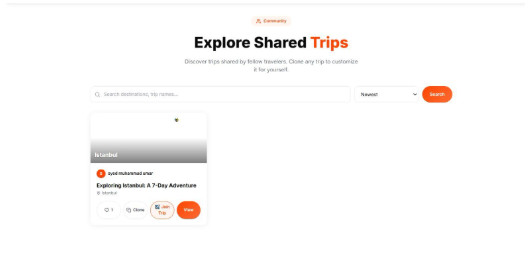 Community
Explore Shared Trips
Discover trips shared by fellow travelers. Clone any trip to customize
it for yourself.
Search destinations, trip names...
Newest
Search
Istanbul
S
syed muhammad umar
Exploring Istanbul: A 7-Day Adventure
Istanbul
1
Clone
Join
Trip
View